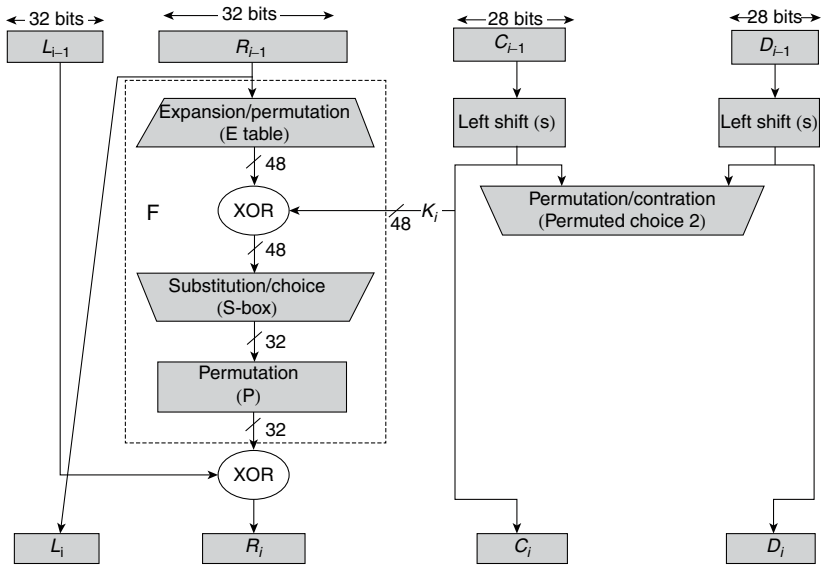 32 bits
32 bits
28 bits
28 bits
L_{i–1}
R_{i–1}
C_{i–1}
D_{i–1}
Expansion/permutation
(E table)
Left shift (s)
Left shift (s)
48
Permutation/contration
(Permuted choice 2)
F
XOR
48
K_i
48
Substitution/choice
(S-box)
32
Permutation
(P)
32
XOR
L_i
R_i
C_i
D_i